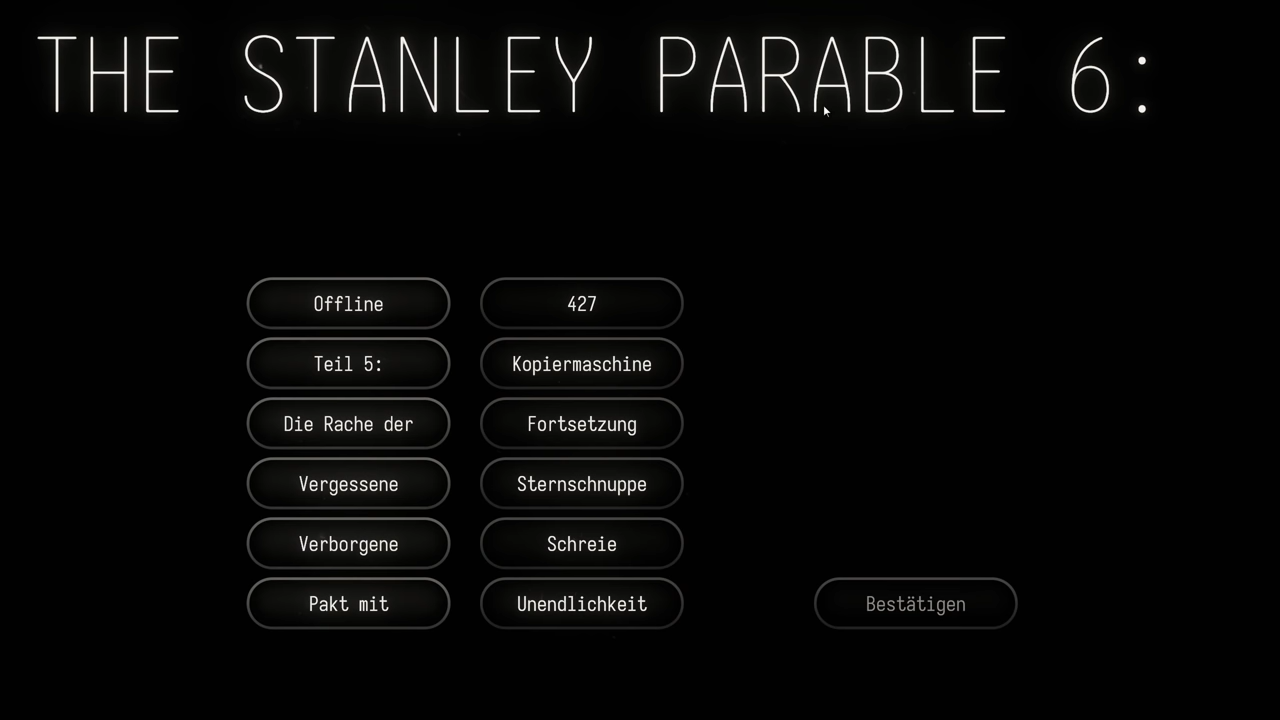 THE STANLEY PARABLE 6:
Offline
427
Teil 5:
Kopiermaschine
Die Rache der
Fortsetzung
Vergessene
Sternschnuppe
Verborgene
Schreie
Pakt mit
Unendlichkeit
Bestätigen